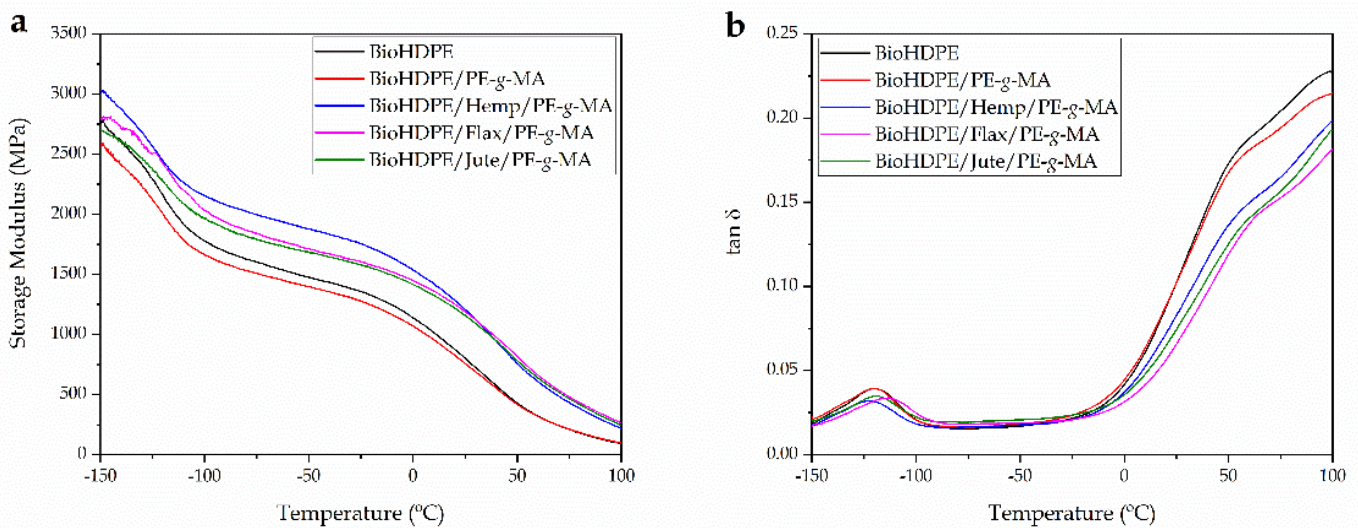 a
3500
3000
2500
2000
1500
1000
500
0
Storage Modulus (MPa)
-150 -100 -50 0 50 100
Temperature (ºC)
BioHDPE
BioHDPE/PE-g-MA
BioHDPE/Hemp/PE-g-MA
BioHDPE/Flax/PE-g-MA
BioHDPE/Jute/PE-g-MA
b
0.25
0.20
0.15
0.10
0.05
0.00
tan δ
-150 -100 -50 0 50 100
Temperature (ºC)
BioHDPE
BioHDPE/PE-g-MA
BioHDPE/Hemp/PE-g-MA
BioHDPE/Flax/PE-g-MA
BioHDPE/Jute/PE-g-MA